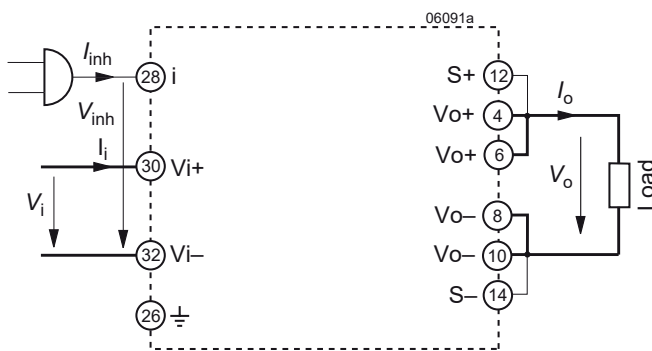 06091a
Iinh
28 i
S+ 12
Vinh
Vo+ 4
Io
Ii
30 Vi+
Vo+ 6
Vi
Vo
Load
Vo– 8
32 Vi–
Vo– 10
S– 14
26